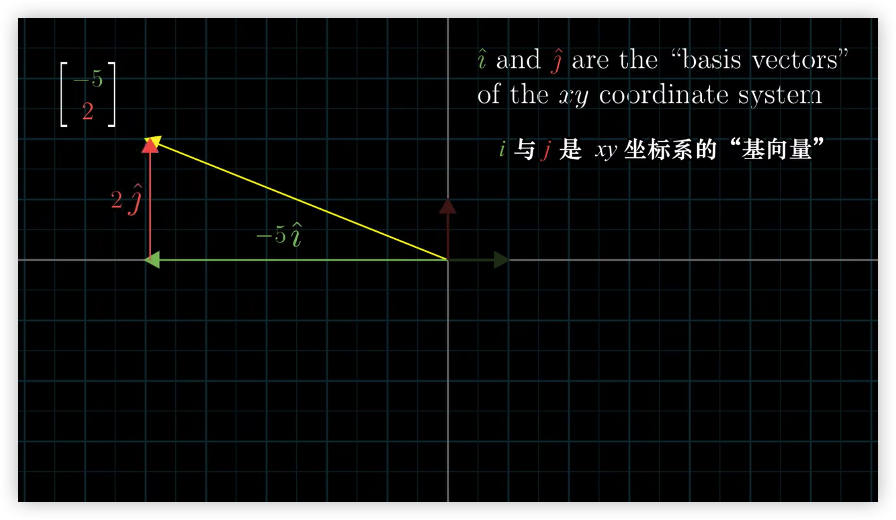 [-5
2]
î and ĵ are the “basis vectors”
of the xy coordinate system
i 与 j 是 xy 坐标系的“基向量”
2ĵ
-5î